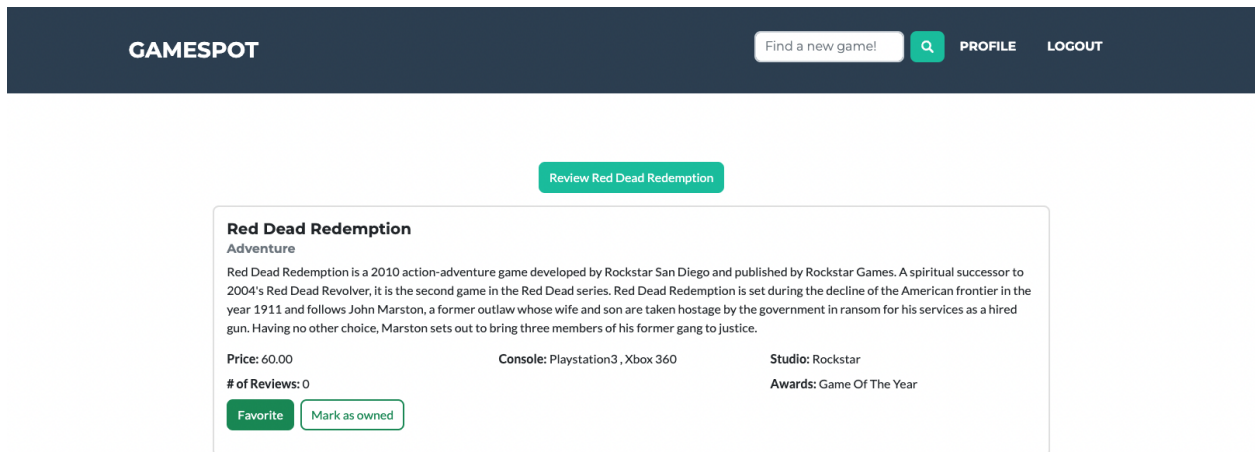 GAMESPOT
Find a new game!
PROFILE
LOGOUT
Review Red Dead Redemption
Red Dead Redemption
Adventure
Red Dead Redemption is a 2010 action-adventure game developed by Rockstar San Diego and published by Rockstar Games. A spiritual successor to
2004's Red Dead Revolver, it is the second game in the Red Dead series. Red Dead Redemption is set during the decline of the American frontier in the
year 1911 and follows John Marston, a former outlaw whose wife and son are taken hostage by the government in ransom for his services as a hired
gun. Having no other choice, Marston sets out to bring three members of his former gang to justice.
Price: 60.00
Console: Playstation3 , Xbox 360
Studio: Rockstar
# of Reviews: 0
Awards: Game Of The Year
Favorite
Mark as owned